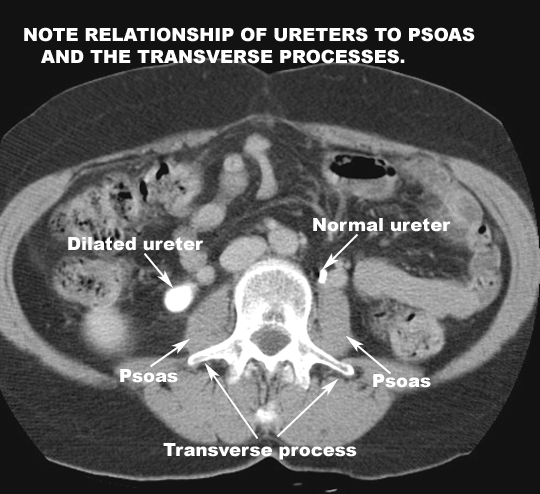 NOTE RELATIONSHIP OF URETERS TO PSOAS
AND THE TRANSVERSE PROCESSES.
Normal ureter
Dilated ureter
Psoas
Psoas
Transverse process